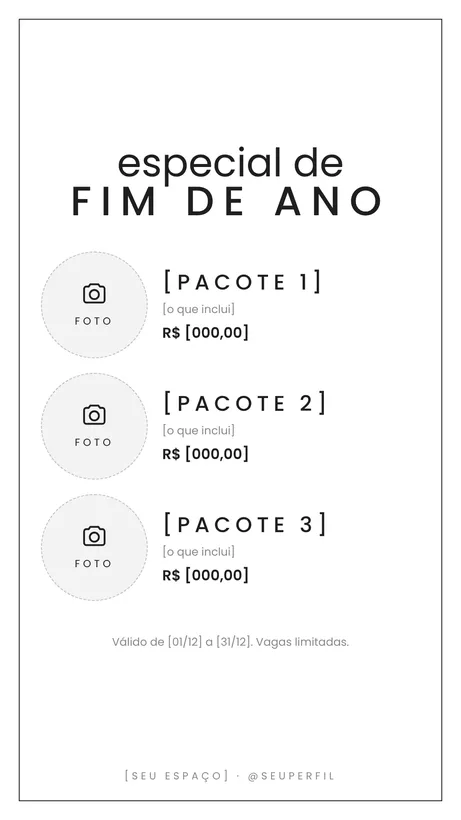 especial de
FIM DE ANO
FOTO
[PACOTE 1]
[o que inclui]
R$ [000,00]
FOTO
[PACOTE 2]
[o que inclui]
R$ [000,00]
FOTO
[PACOTE 3]
[o que inclui]
R$ [000,00]
Válido de [01/12] a [31/12]. Vagas limitadas.
[SEU ESPAÇO] · @SEUPERFIL